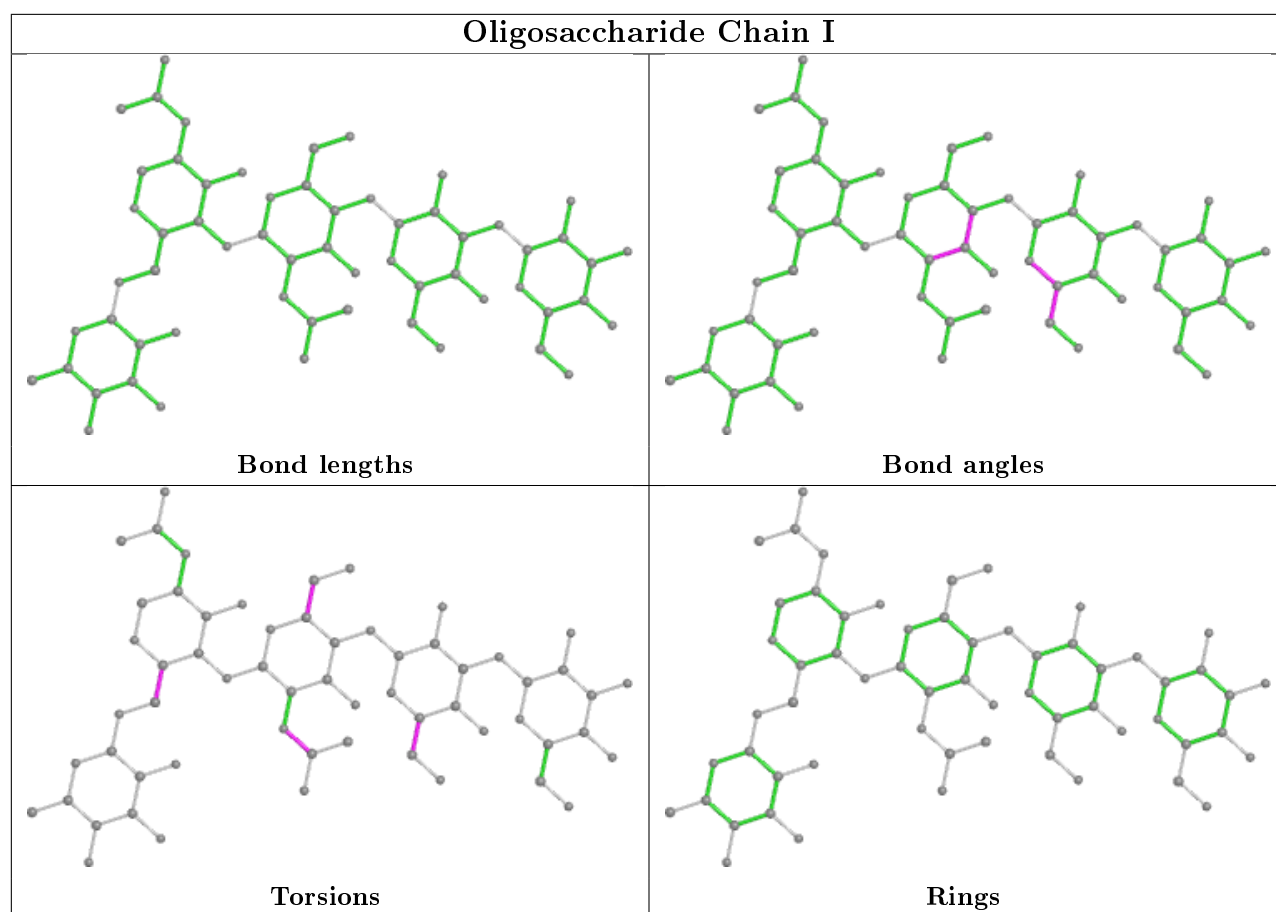 Oligosaccharide Chain I
Bond lengths
Bond angles
Torsions
Rings